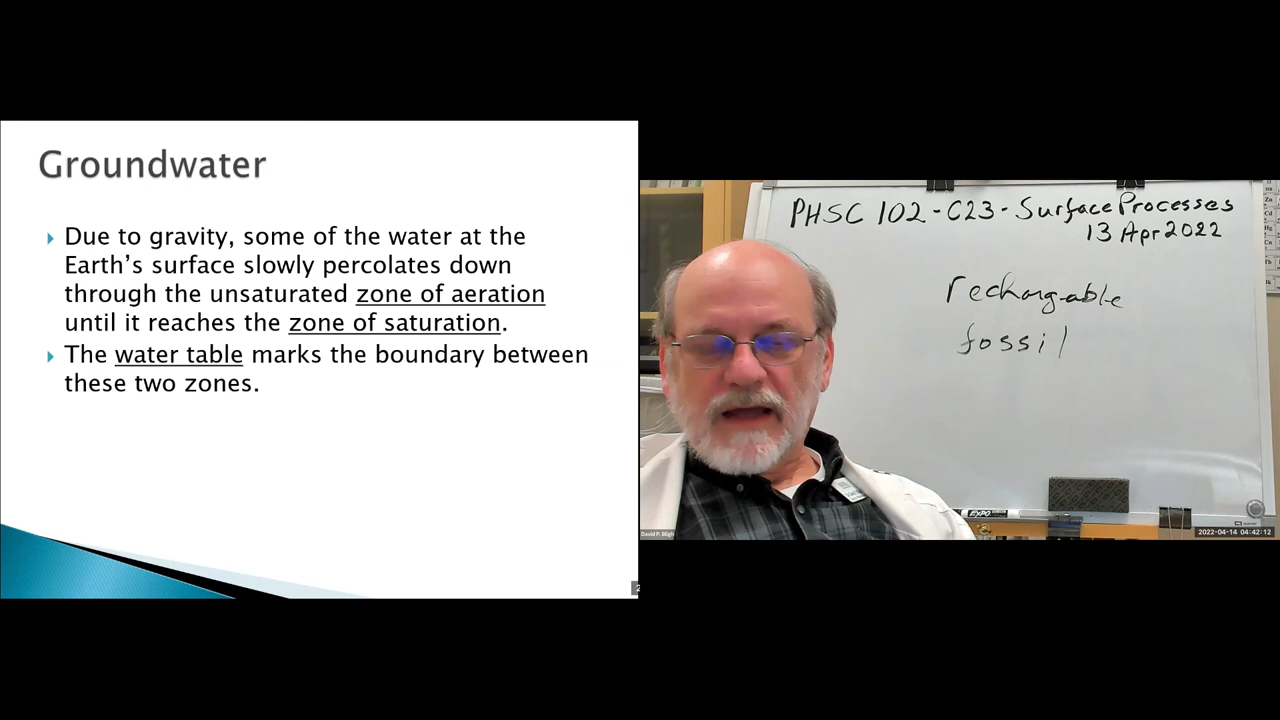 Groundwater
Due to gravity, some of the water at the
Earth's surface slowly percolates down
through the unsaturated zone of aeration
until it reaches the zone of saturation.
The water table marks the boundary between
these two zones.
PHSC 102 - C23 - Surface Processes
13 Apr 2022
rechargable
fossil
EXPO
2022-04-14 04:42:12